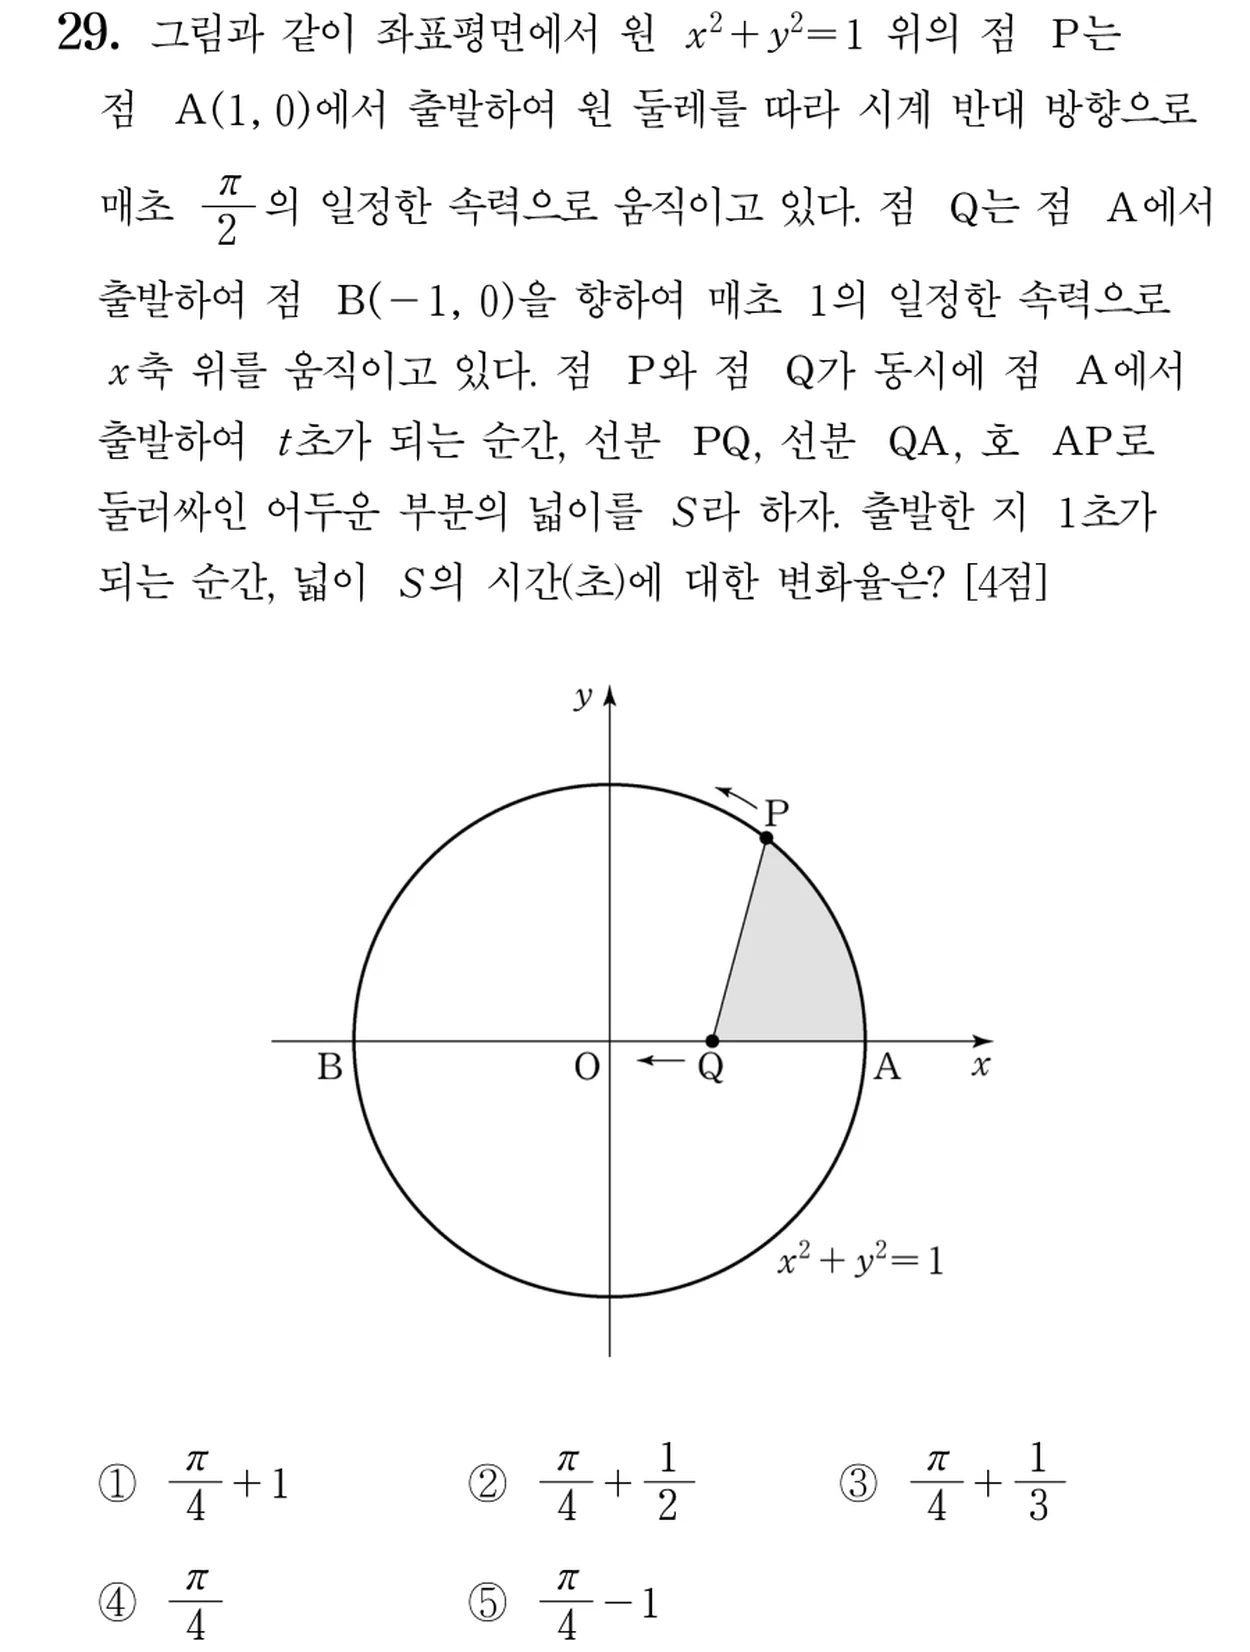 29. 그림과 같이 좌표평면에서 원 x²+y²=1 위의 점 P는
점 A(1, 0)에서 출발하여 원 둘레를 따라 시계 반대 방향으로
매초 π/2의 일정한 속력으로 움직이고 있다. 점 Q는 점 A에서
출발하여 점 B(−1, 0)을 향하여 매초 1의 일정한 속력으로
x축 위를 움직이고 있다. 점 P와 점 Q가 동시에 점 A에서
출발하여 t초가 되는 순간, 선분 PQ, 선분 QA, 호 AP로
둘러싸인 어두운 부분의 넓이를 S라 하자. 출발한 지 1초가
되는 순간, 넓이 S의 시간(초)에 대한 변화율은? [4점]
y
P
B O Q A x
x²+y²=1
① π/4+1 ② π/4+1/2 ③ π/4+1/3
④ π/4 ⑤ π/4−1